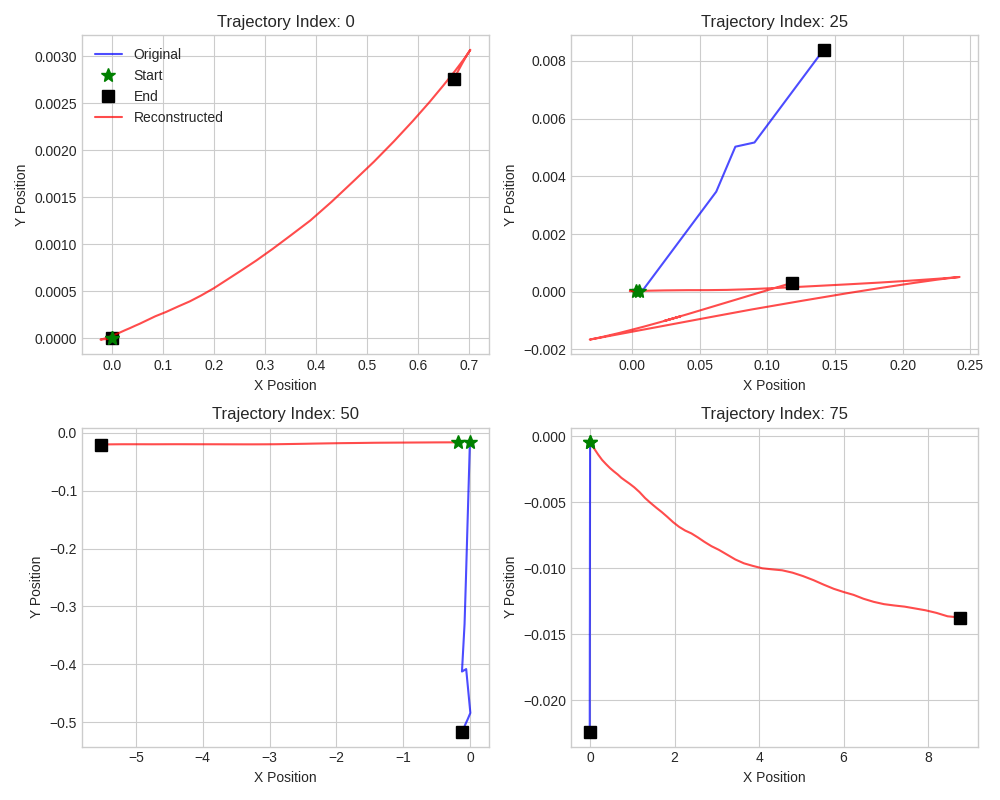 Trajectory Index: 0
0.0030
0.0025
0.0020
0.0015
0.0010
0.0005
0.0000
Y Position
Original
Start
End
Reconstructed
0.0 0.1 0.2 0.3 0.4 0.5 0.6 0.7
X Position
Trajectory Index: 25
0.008
0.006
0.004
0.002
0.000
−0.002
Y Position
0.00 0.05 0.10 0.15 0.20 0.25
X Position
Trajectory Index: 50
0.0
−0.1
−0.2
−0.3
−0.4
−0.5
Y Position
−5 −4 −3 −2 −1 0
X Position
Trajectory Index: 75
0.000
−0.005
−0.010
−0.015
−0.020
Y Position
0 2 4 6 8
X Position